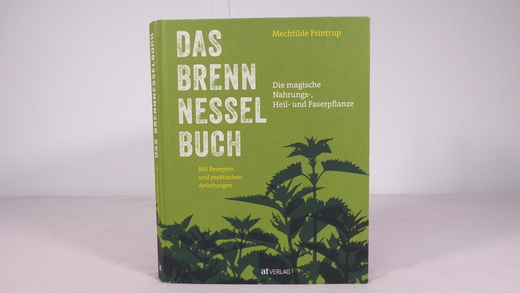 Mechtilde Frintrup
DAS
BRENN
NESSEL
BUCH
Die magische
Nahrungs-,
Heil- und Faserpflanze
Mit Rezepten
und praktischen
Anleitungen
at VERLAG
DAS BRENNNESSELBUCH